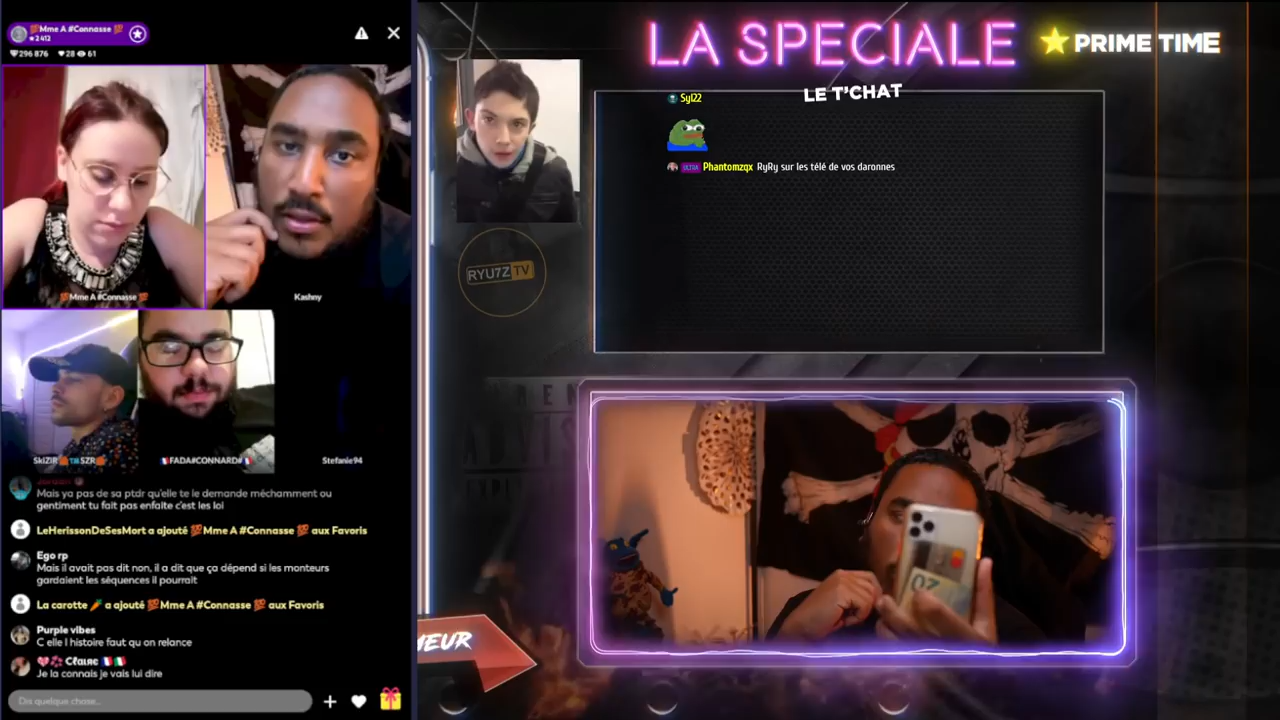 💯Mme A #Connasse 💯
★2 412
296 876 ♥28 61
💯Mme A #Connasse 💯
Kashny
SkIZIR
SZR
🇫🇷FADA#CONNARD#🇫🇷
Stefanie94
Mais ya pas de sa ptdr qu'elle te le demande méchamment ou
gentiment tu fait pas enfaite c'est les loi
LeHerissonDeSesMort a ajouté 💯Mme A #Connasse 💯 aux Favoris
Ego rp
Mais il avait pas dit non, il a dit que ça dépend si les monteurs
gardaient les séquences il pourrait
La carotte 🥕 a ajouté 💯Mme A #Connasse 💯 aux Favoris
Purple vibes
C elle l histoire faut qu on relance
Cℓαιяє 🇫🇷🇮🇹
Je la connais je vais lui dire
Dis quelque chose...
LA SPECIALE
PRIME TIME
LE T'CHAT
Syl22
ULTRA Phantomzqx RyRy sur les télé de vos daronnes
RYU7Z TV
20